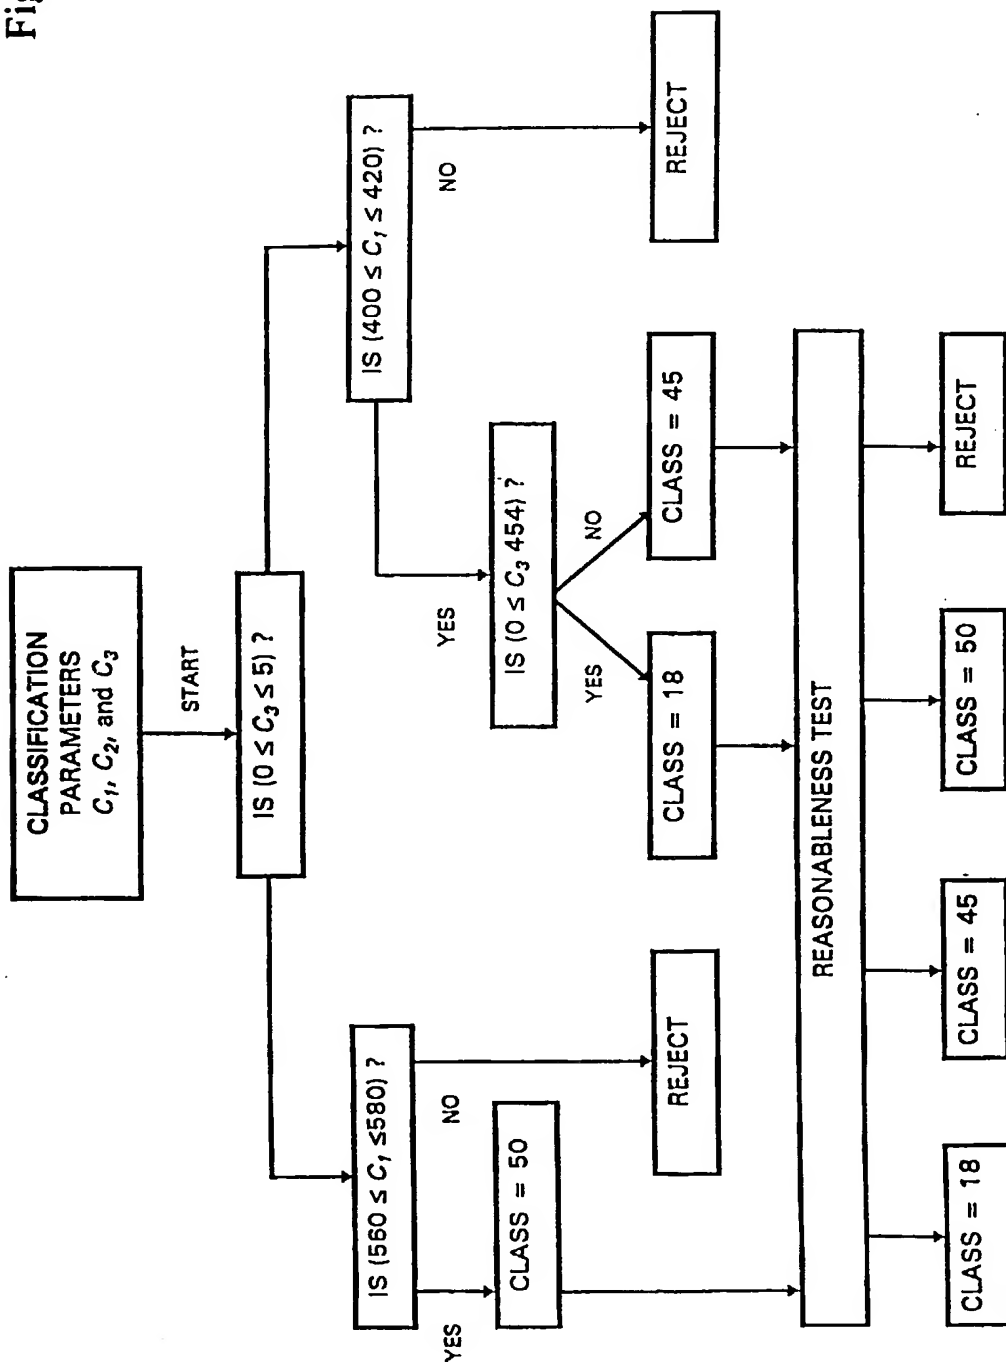 Fig
CLASSIFICATION
PARAMETERS
C₁, C₂, and C₃
START
IS (0 ≤ C₃ ≤ 5) ?
IS (560 ≤ C₁ ≤580) ?
IS (400 ≤ C₁ ≤ 420) ?
YES
NO
YES
NO
CLASS = 50
IS (0 ≤ C₃ 454) ?
YES
NO
REJECT
CLASS = 18
CLASS = 45
REJECT
REASONABLENESS TEST
CLASS = 18
CLASS = 45
CLASS = 50
REJECT